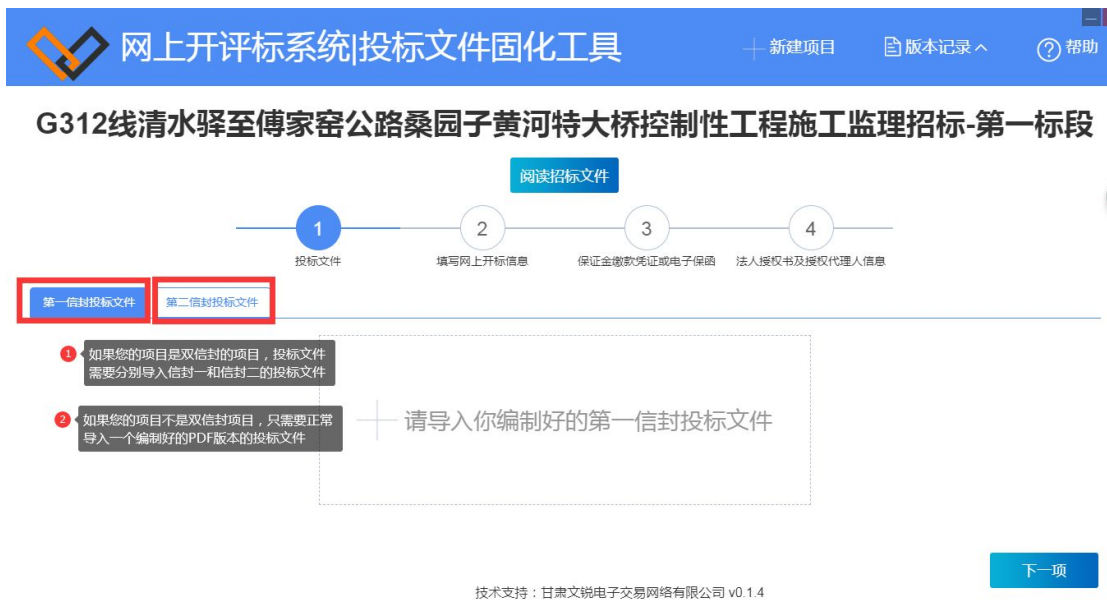 网上开评标系统|投标文件固化工具
新建项目
版本记录
帮助
G312线清水驿至傅家窑公路桑园子黄河特大桥控制性工程施工监理招标-第一标段
阅读招标文件
1
2
3
4
投标文件
填写网上开标信息
保证金缴款凭证或电子保函
法人授权书及授权代理人信息
第一信封投标文件
第二信封投标文件
1 如果您的项目是双信封的项目，投标文件
需要分别导入信封一和信封二的投标文件
2 如果您的项目不是双信封项目，只需要正常
导入一个编制好的PDF版本的投标文件
请导入你编制好的第一信封投标文件
下一项
技术支持：甘肃文锐电子交易网络有限公司 v0.1.4